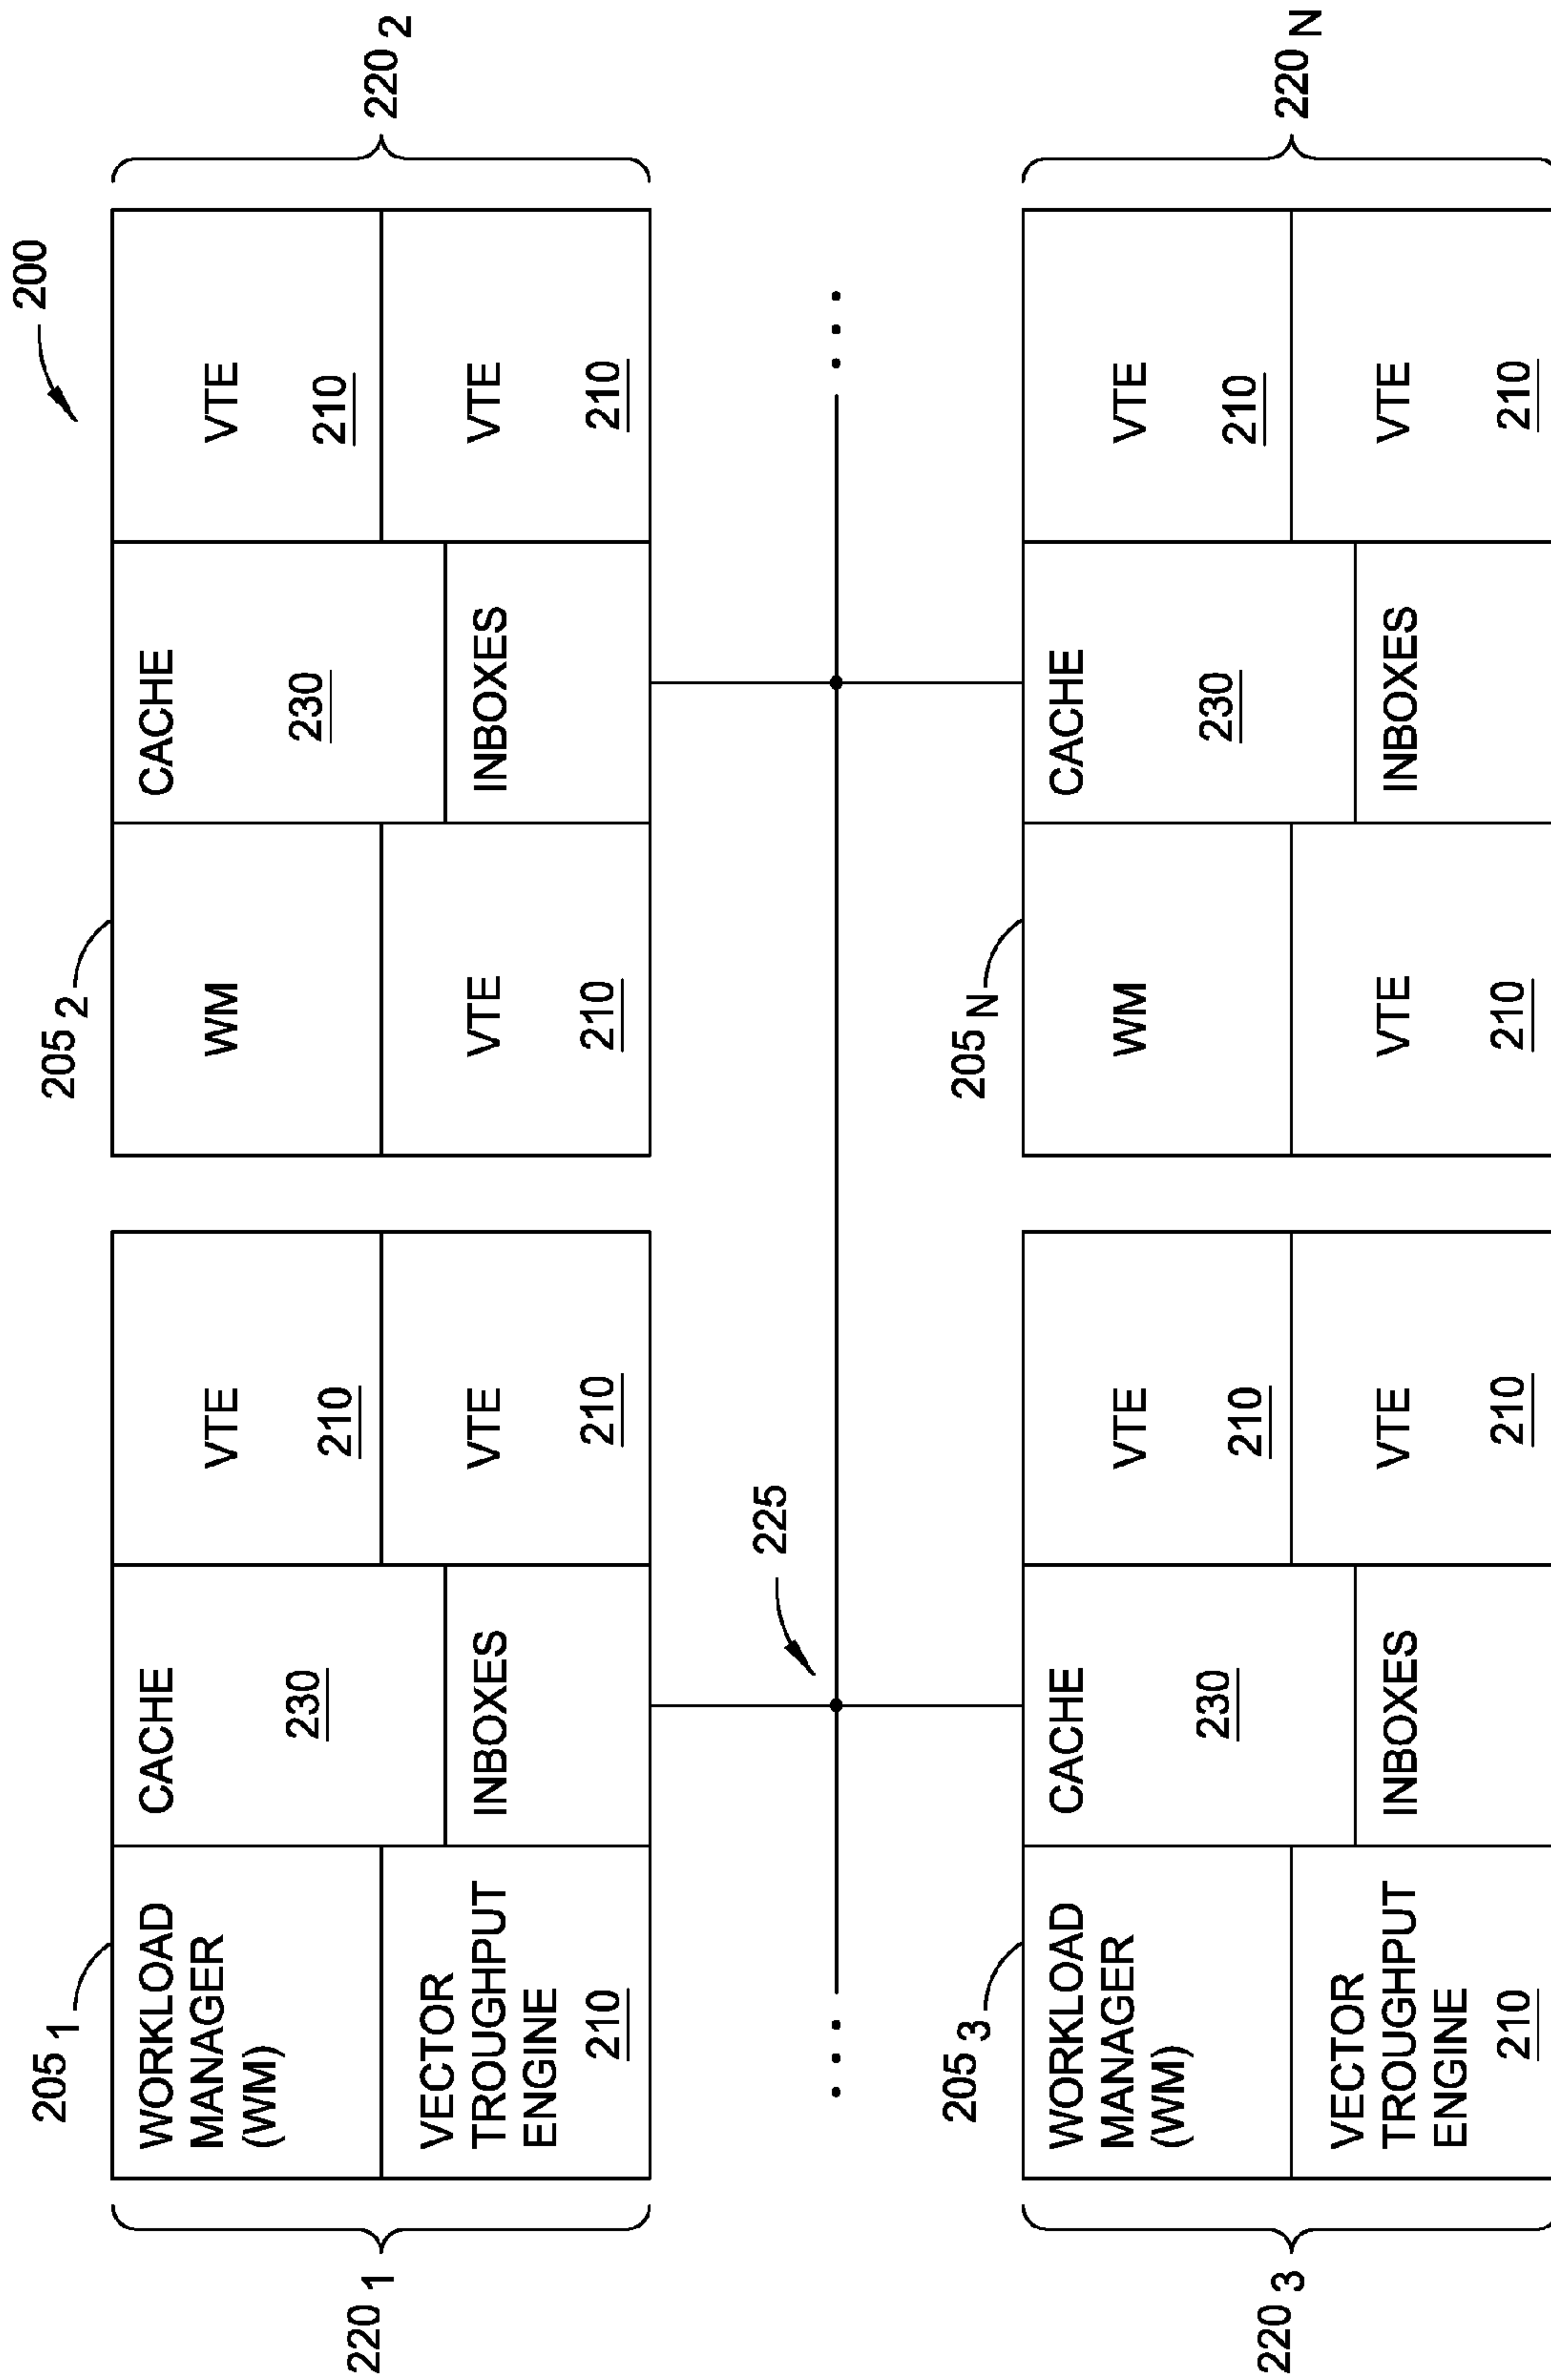 200
205 1
WORKLOAD
MANAGER
(WM)
CACHE
230
VTE
210
VECTOR
TROUGHPUT
ENGINE
210
INBOXES
VTE
210
220 1
205 2
WM
CACHE
230
VTE
210
VTE
210
INBOXES
VTE
210
220 2
225
205 3
WORKLOAD
MANAGER
(WM)
CACHE
230
VTE
210
VECTOR
TROUGHPUT
ENGINE
210
INBOXES
VTE
210
220 3
205 N
WM
CACHE
230
VTE
210
VTE
210
INBOXES
VTE
210
220 N